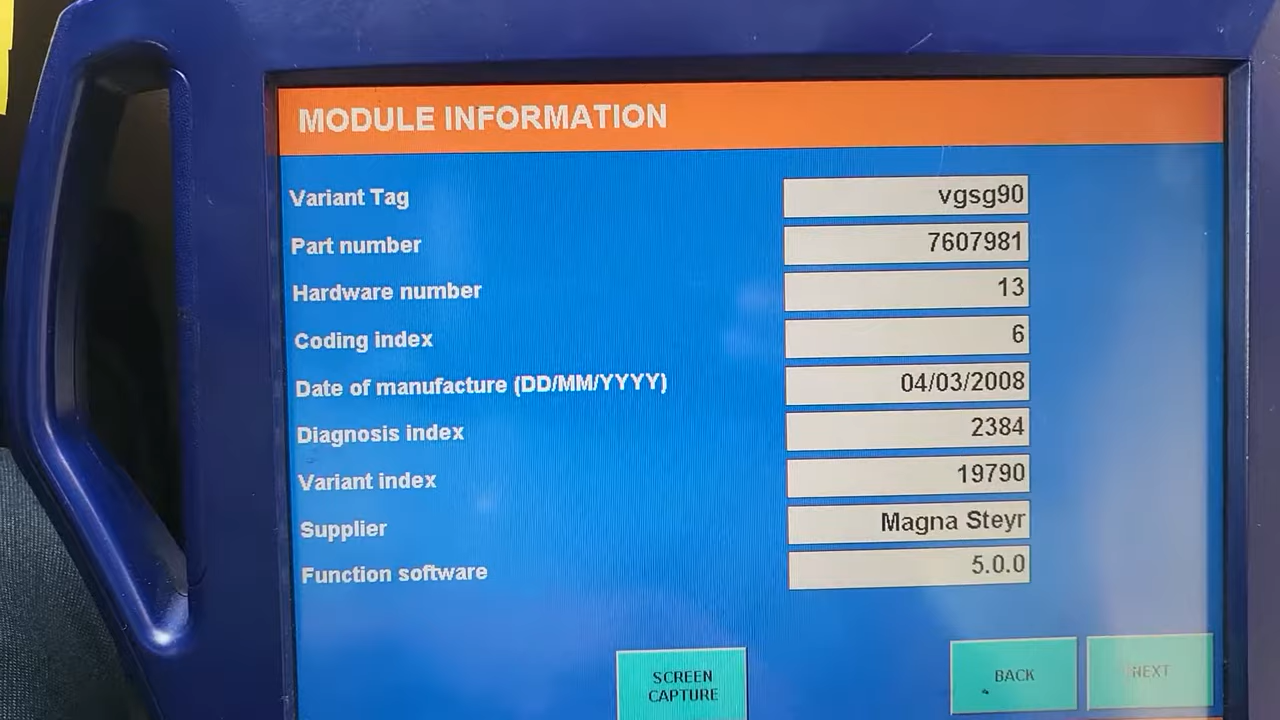 MODULE INFORMATION
Variant Tag vgsg90
Part number 7607981
Hardware number 13
Coding index 6
Date of manufacture (DD/MM/YYYY) 04/03/2008
Diagnosis index 2384
Variant index 19790
Supplier Magna Steyr
Function software 5.0.0
SCREEN CAPTURE
BACK
NEXT